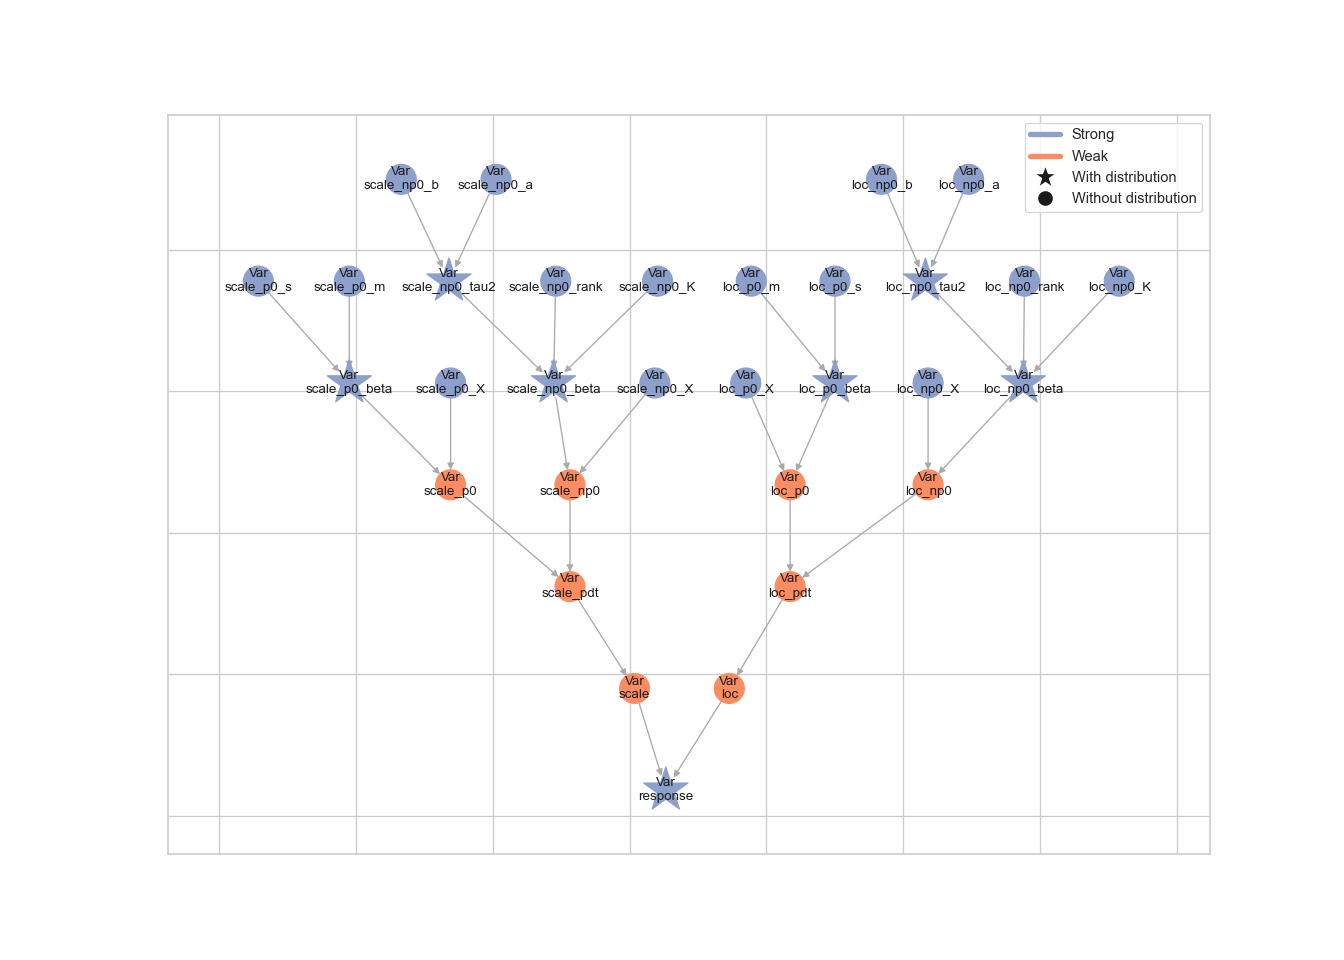 Strong
Weak
With distribution
Without distribution
Var
scale_np0_b
Var
scale_np0_a
Var
loc_np0_b
Var
loc_np0_a
Var
scale_p0_s
Var
scale_p0_m
Var
scale_np0_tau2
Var
scale_np0_rank
Var
scale_np0_K
Var
loc_p0_m
Var
loc_p0_s
Var
loc_np0_tau2
Var
loc_np0_rank
Var
loc_np0_K
Var
scale_p0_beta
Var
scale_p0_X
Var
scale_np0_beta
Var
scale_np0_X
Var
loc_p0_X
Var
loc_p0_beta
Var
loc_np0_X
Var
loc_np0_beta
Var
scale_p0
Var
scale_np0
Var
loc_p0
Var
loc_np0
Var
scale_pdt
Var
loc_pdt
Var
scale
Var
loc
Var
response